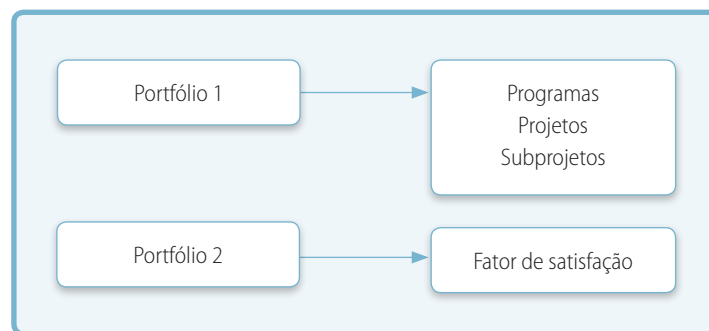 Portfólio 1
Programas
Projetos
Subprojetos
Portfólio 2
Fator de satisfação